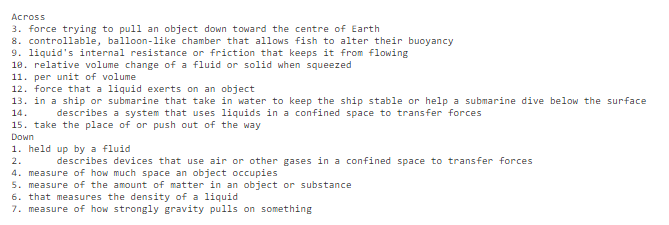 Across
3. force trying to pull an object down toward the centre of Earth
8. controllable, balloon-like chamber that allows fish to alter their buoyancy
9. liquid's internal resistance or friction that keeps it from flowing
10. relative volume change of a fluid or solid when squeezed
11. per unit of volume
12. force that a liquid exerts on an object
13. in a ship or submarine that take in water to keep the ship stable or help a submarine dive below the surface
14. describes a system that uses liquids in a confined space to transfer forces
15. take the place of or push out of the way
Down
1. held up by a fluid
2. describes devices that use air or other gases in a confined space to transfer forces
4. measure of how much space an object occupies
5. measure of the amount of matter in an object or substance
6. that measures the density of a liquid
7. measure of how strongly gravity pulls on something